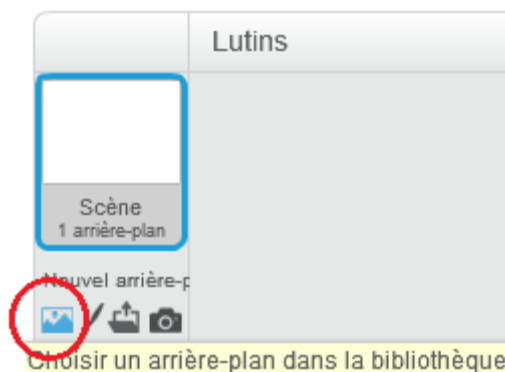 Lutins
Scène
1 arrière-plan
Nouvel arrière-p
Choisir un arrière-plan dans la bibliothèque